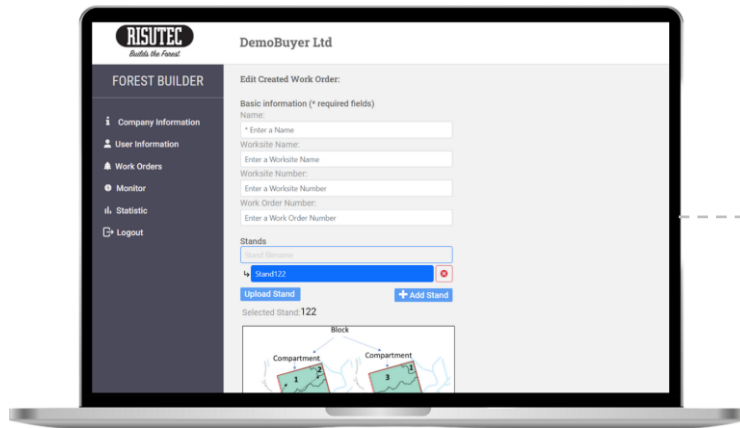 RISUTEC
Builds the Forest
DemoBuyer Ltd
FOREST BUILDER
Company Information
User Information
Work Orders
Monitor
Statistic
Logout
Edit Created Work Order:
Basic information (* required fields)
Name:
* Enter a Name
Worksite Name:
Enter a Worksite Name
Worksite Number:
Enter a Worksite Number
Work Order Number:
Enter a Work Order Number
Stands
Stand filename
Stand122
Upload Stand
Add Stand
Selected Stand:122
Block
Compartment
Compartment
1
2
3
1